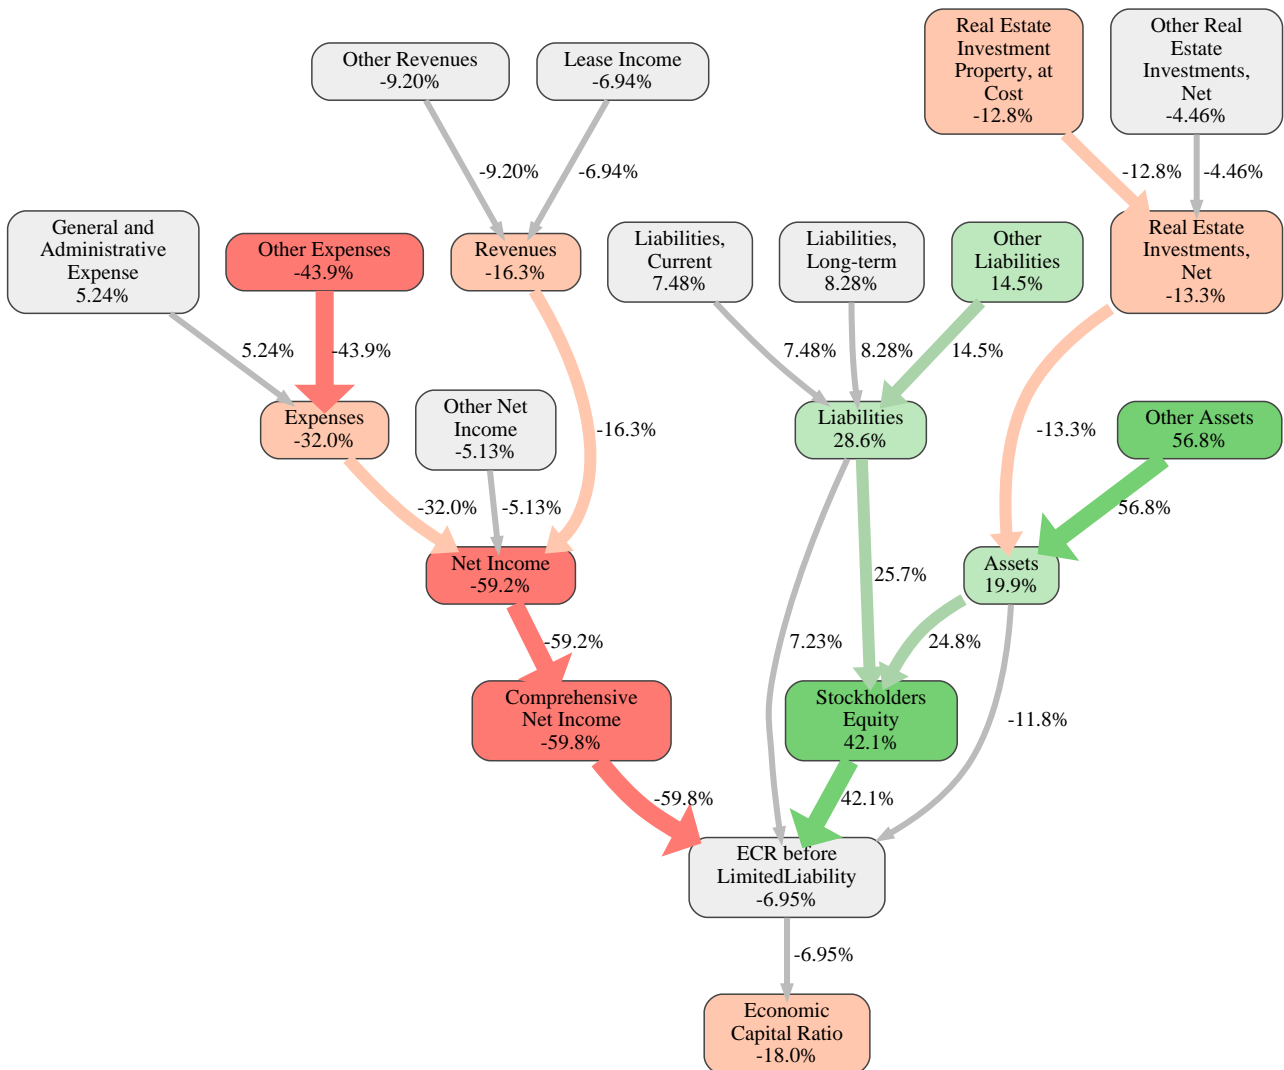 Real Estate
Investment
Property, at
Cost
-12.8%
Other Real
Estate
Investments,
Net
-4.46%
Other Revenues
-9.20%
Lease Income
-6.94%
-9.20%
-6.94%
-12.8%
-4.46%
General and
Administrative
Expense
5.24%
Other Expenses
-43.9%
Revenues
-16.3%
Liabilities,
Current
7.48%
Liabilities,
Long-term
8.28%
Other
Liabilities
14.5%
Real Estate
Investments,
Net
-13.3%
5.24%
-43.9%
7.48%
8.28%
14.5%
Expenses
-32.0%
Other Net
Income
-5.13%
-16.3%
Liabilities
28.6%
-13.3%
Other Assets
56.8%
-32.0%
-5.13%
56.8%
Net Income
-59.2%
25.7%
Assets
19.9%
-59.2%
7.23%
24.8%
Comprehensive
Net Income
-59.8%
Stockholders
Equity
42.1%
-11.8%
-59.8%
42.1%
ECR before
LimitedLiability
-6.95%
-6.95%
Economic
Capital Ratio
-18.0%